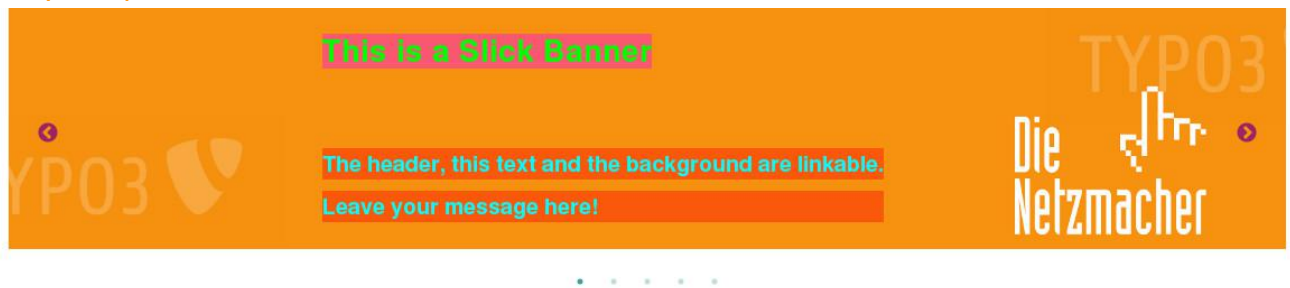 This is a Slick Banner
TYPO3
The header, this text and the background are linkable.
YPO3
Leave your message here!
Die
Netzmacher